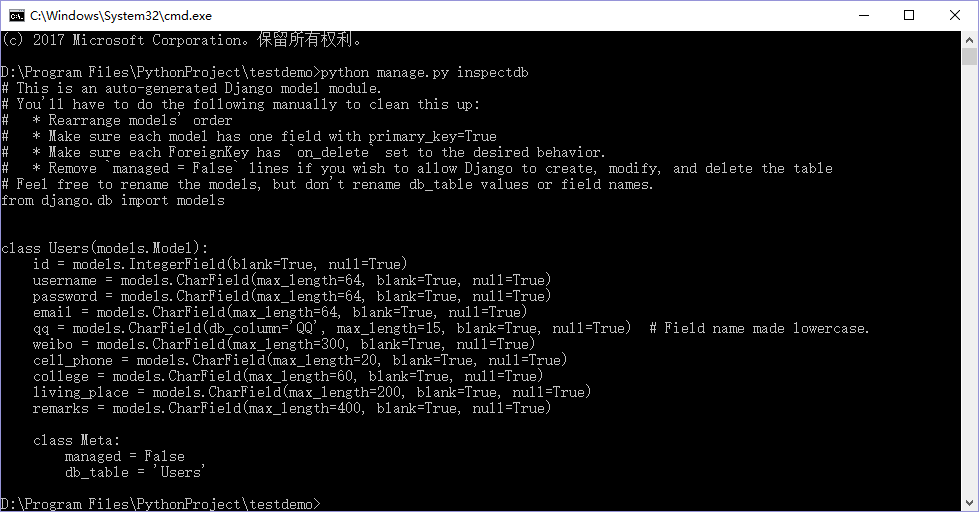 C:\Windows\System32\cmd.exe
(c) 2017 Microsoft Corporation。保留所有权利。
D:\Program Files\PythonProject\testdemo>python manage.py inspectdb
# This is an auto-generated Django model module.
# You'll have to do the following manually to clean this up:
#   * Rearrange models' order
#   * Make sure each model has one field with primary_key=True
#   * Make sure each ForeignKey has `on_delete` set to the desired behavior.
#   * Remove `managed = False` lines if you wish to allow Django to create, modify, and delete the table
# Feel free to rename the models, but don't rename db_table values or field names.
from django.db import models
class Users(models.Model):
    id = models.IntegerField(blank=True, null=True)
    username = models.CharField(max_length=64, blank=True, null=True)
    password = models.CharField(max_length=64, blank=True, null=True)
    email = models.CharField(max_length=64, blank=True, null=True)
    qq = models.CharField(db_column='QQ', max_length=15, blank=True, null=True)  # Field name made lowercase.
    weibo = models.CharField(max_length=300, blank=True, null=True)
    cell_phone = models.CharField(max_length=20, blank=True, null=True)
    college = models.CharField(max_length=60, blank=True, null=True)
    living_place = models.CharField(max_length=200, blank=True, null=True)
    remarks = models.CharField(max_length=400, blank=True, null=True)
    class Meta:
        managed = False
        db_table = 'Users'
D:\Program Files\PythonProject\testdemo>